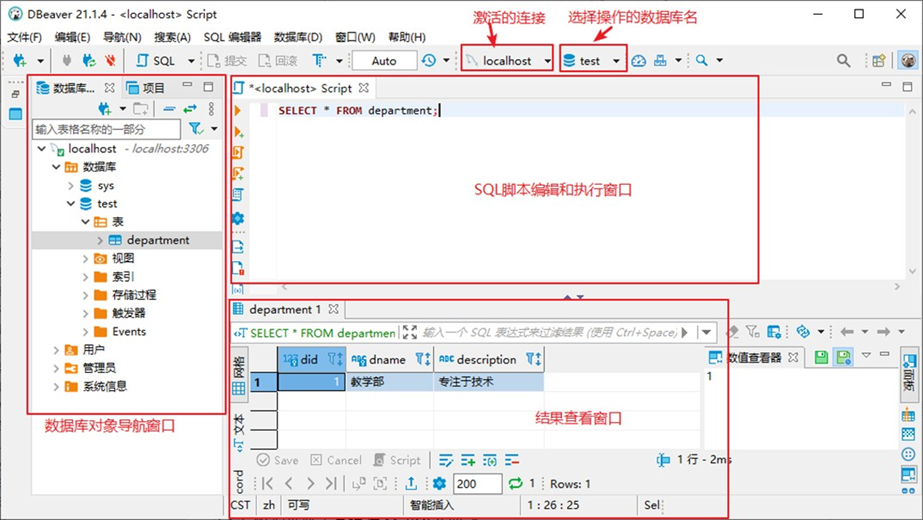 DBeaver 21.1.4 - <localhost> Script
激活的连接
选择操作的数据库名
文件(F) 编辑(E) 导航(N) 搜索(A) SQL 编辑器 数据库(D) 窗口(W) 帮助(H)
SQL 提交 回滚 Auto localhost test
数据库... 项目
输入表格名称的一部分
localhost - localhost:3306
数据库
sys
test
表
department
视图
索引
存储过程
触发器
Events
用户
管理员
系统信息
数据库对象导航窗口
*<localhost> Script
SELECT * FROM department;
SQL脚本编辑和执行窗口
department 1
SELECT * FROM departmen 输入一个 SQL 表达式来过滤结果 (使用 Ctrl+Space)
网格
文本
cord
123 did ABC dname ABC description
1 1 教学部 专注于技术
结果查看窗口
数值查看器
1
面板
Save Cancel Script 1 行 - 2ms
200 1 Rows: 1
CST zh 可写 智能插入 1 : 26 : 25 Sel